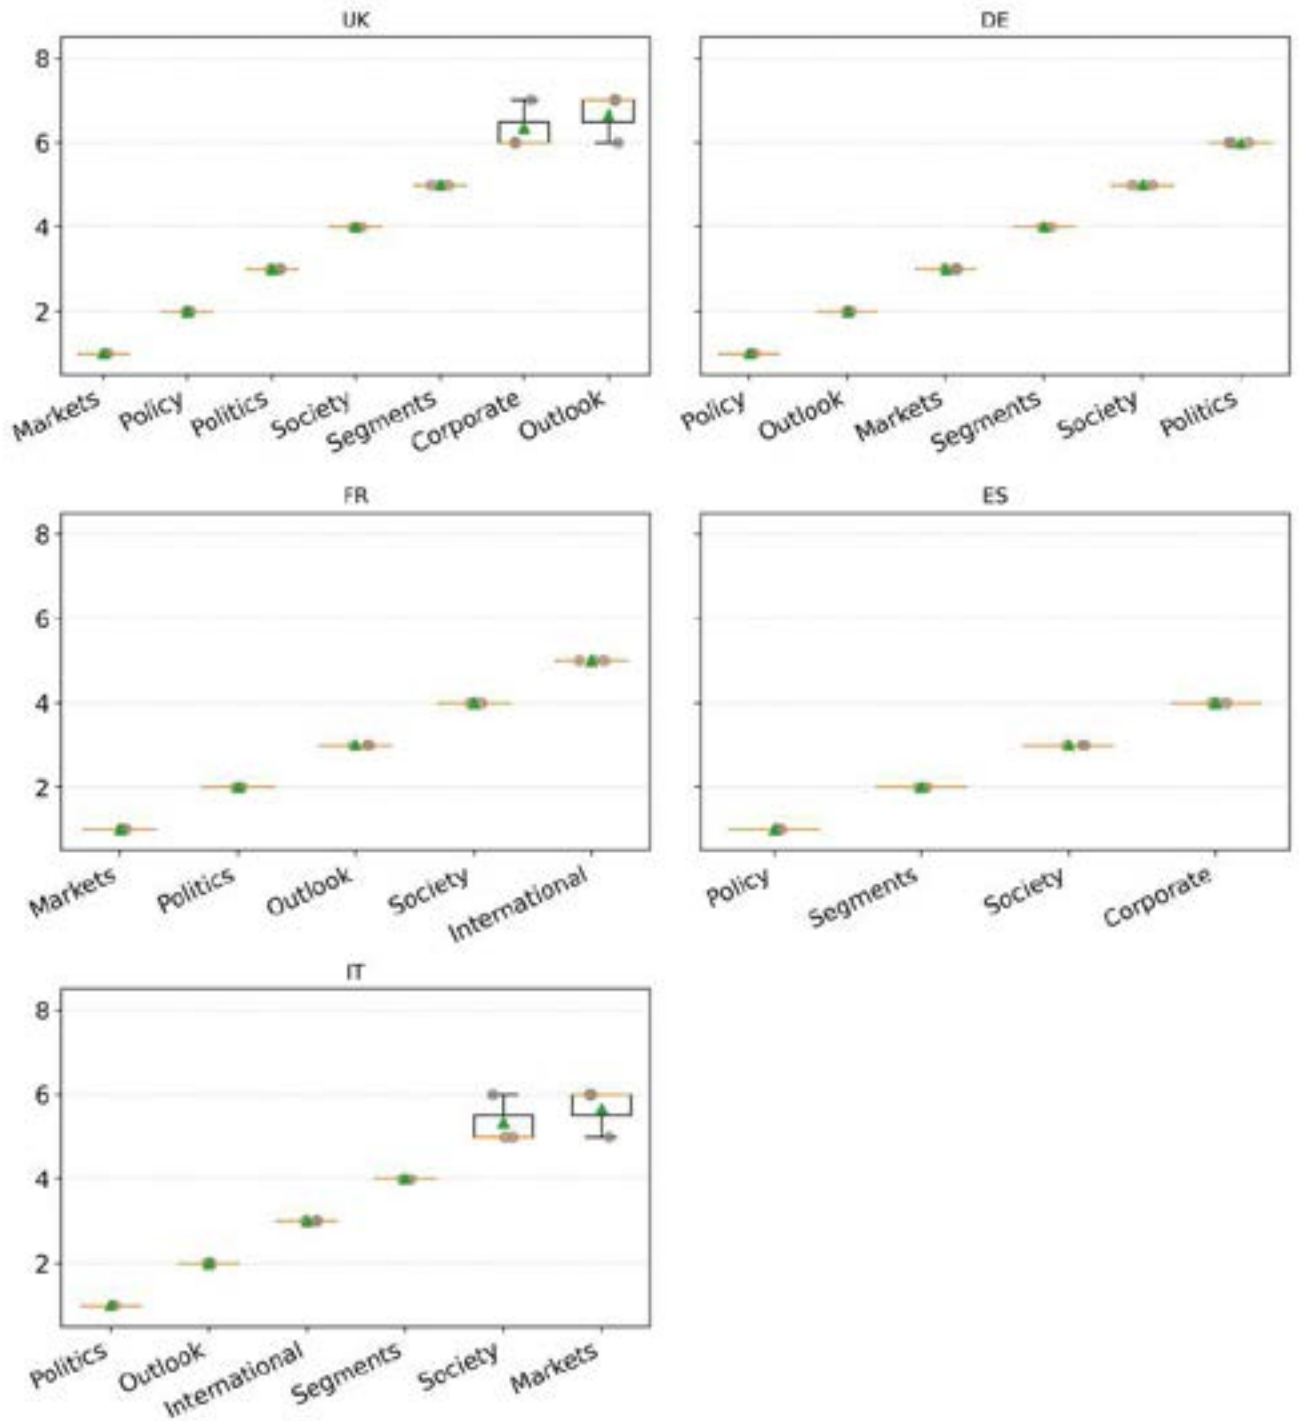 UK
DE
8
6
4
2
Markets
Policy
Politics
Society
Segments
Corporate
Outlook
Policy
Outlook
Markets
Segments
Society
Politics
FR
ES
8
6
4
2
Markets
Politics
Outlook
Society
International
Policy
Segments
Society
Corporate
IT
8
6
4
2
Politics
Outlook
International
Segments
Society
Markets